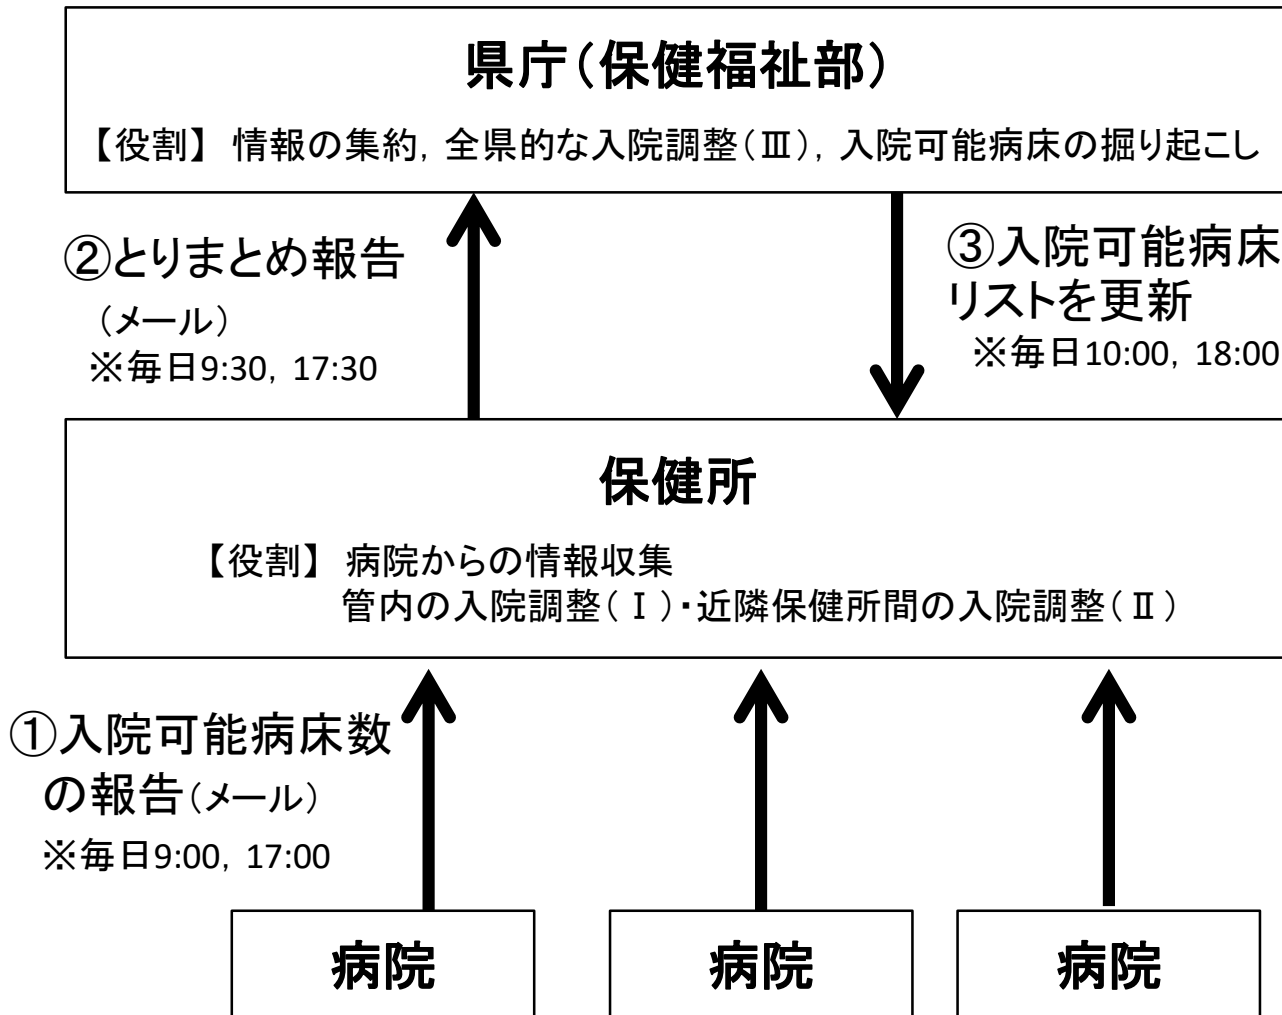 県庁（保健福祉部）
【役割】 情報の集約，全県的な入院調整（Ⅲ），入院可能病床の掘り起こし
②とりまとめ報告
（メール）
※毎日9:30，17:30
③入院可能病床
リストを更新
※毎日10:00，18:00
保健所
【役割】 病院からの情報収集
管内の入院調整（Ⅰ）・近隣保健所間の入院調整（Ⅱ）
①入院可能病床数
の報告（メール）
※毎日9:00，17:00
病院
病院
病院